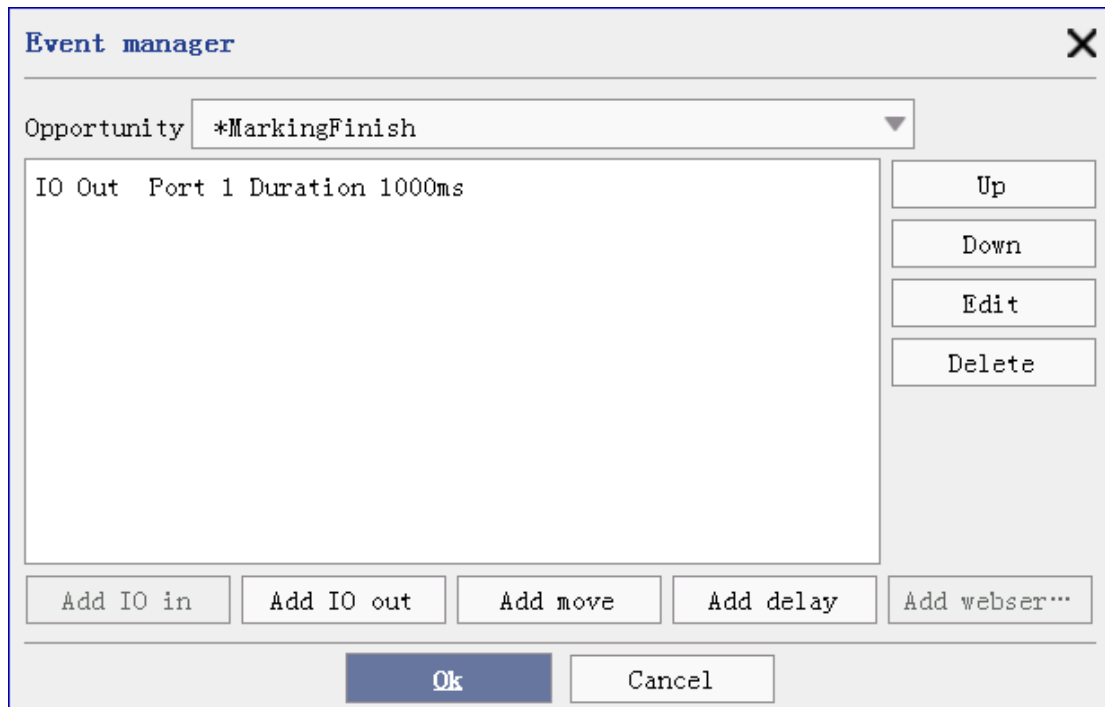 Event manager
Opportunity *MarkingFinish
IO Out  Port 1 Duration 1000ms
Up
Down
Edit
Delete
Add IO in Add IO out Add move Add delay Add webser…
Ok Cancel